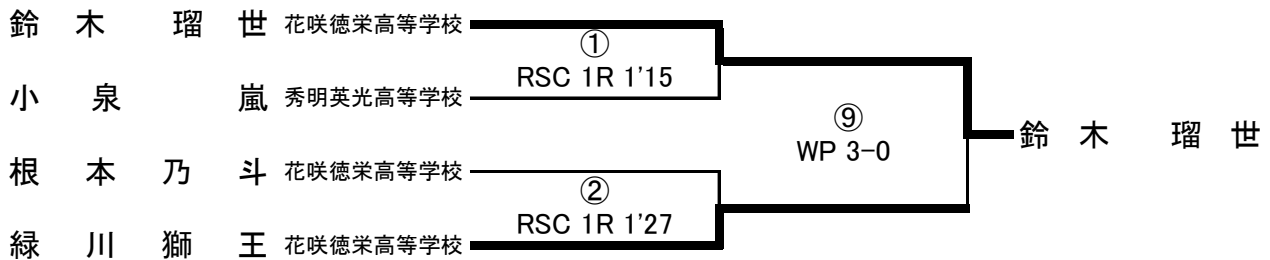 鈴 木 瑠 世 花咲徳栄高等学校
①
RSC 1R 1'15
小 泉 嵐 秀明英光高等学校
⑨
WP 3-0
鈴 木 瑠 世
根 本 乃 斗 花咲徳栄高等学校
②
RSC 1R 1'27
緑 川 獅 王 花咲徳栄高等学校